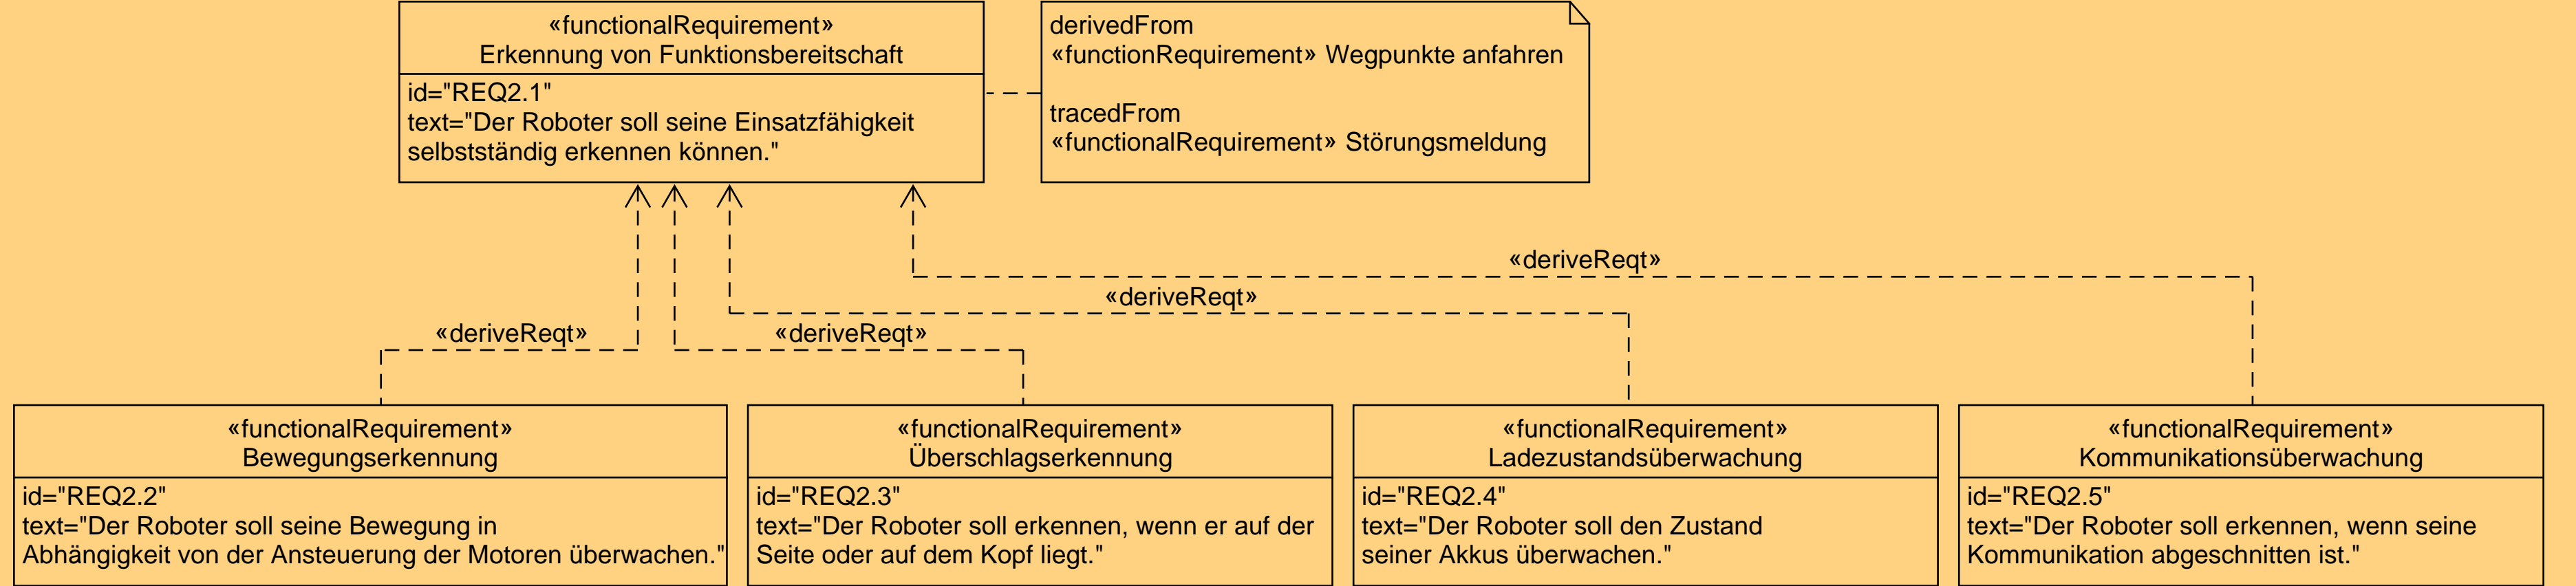 «functionalRequirement»
Erkennung von Funktionsbereitschaft
id="REQ2.1"
text="Der Roboter soll seine Einsatzfähigkeit
selbstständig erkennen können."
derivedFrom
«functionRequirement» Wegpunkte anfahren
tracedFrom
«functionalRequirement» Störungsmeldung
«deriveReqt»
«deriveReqt»
«deriveReqt»
«deriveReqt»
«functionalRequirement»
Bewegungserkennung
id="REQ2.2"
text="Der Roboter soll seine Bewegung in
Abhängigkeit von der Ansteuerung der Motoren überwachen."
«functionalRequirement»
Überschlagserkennung
id="REQ2.3"
text="Der Roboter soll erkennen, wenn er auf der
Seite oder auf dem Kopf liegt."
«functionalRequirement»
Ladezustandsüberwachung
id="REQ2.4"
text="Der Roboter soll den Zustand
seiner Akkus überwachen."
«functionalRequirement»
Kommunikationsüberwachung
id="REQ2.5"
text="Der Roboter soll erkennen, wenn seine
Kommunikation abgeschnitten ist."